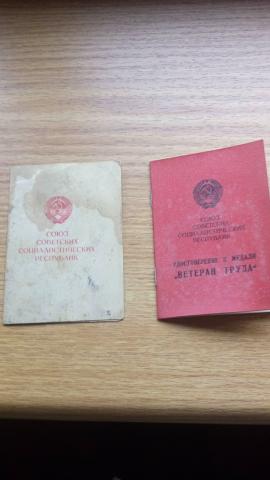 СОЮЗ
СОВЕТСКИХ
СОЦИАЛИСТИЧЕСКИХ
РЕСПУБЛИК
СОЮЗ
СОВЕТСКИХ
СОЦИАЛИСТИЧЕСКИХ
РЕСПУБЛИК
УДОСТОВЕРЕНИЕ К МЕДАЛИ
„ВЕТЕРАН ТРУДА"